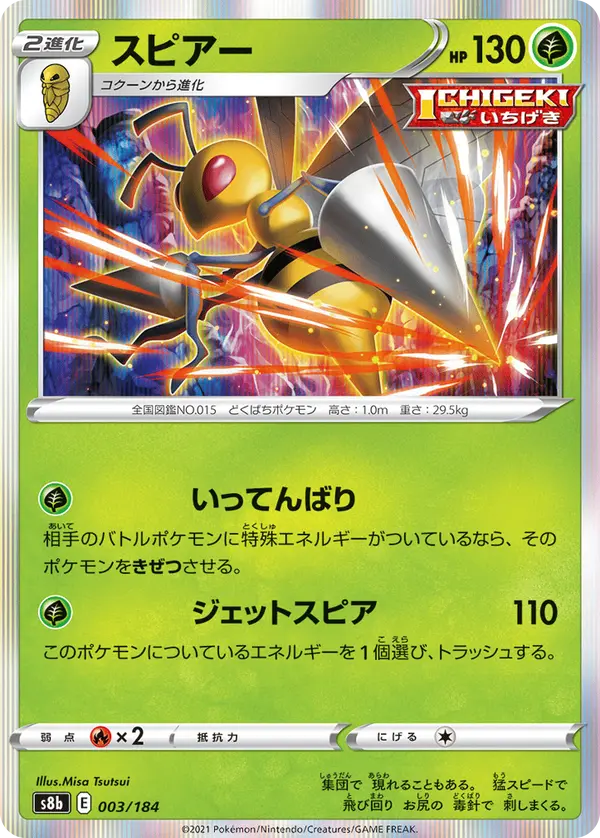 2進化
スピアー
HP 130
コクーンから進化
ICHIGEKI
いちげき
全国図鑑NO.015 どくばちポケモン 高さ:1.0m 重さ:29.5kg
いってんばり
相手のバトルポケモンに特殊エネルギーがついているなら、その
ポケモンをきぜつさせる。
ジェットスピア 110
このポケモンについているエネルギーを1個選び、トラッシュする。
弱点 ×2 抵抗力 にげる
Illus.Misa Tsutsui
s8b E 003/184
集団で 現れることもある。 猛スピードで
飛び回り お尻の 毒針で 刺しまくる。
©2021 Pokémon/Nintendo/Creatures/GAME FREAK.